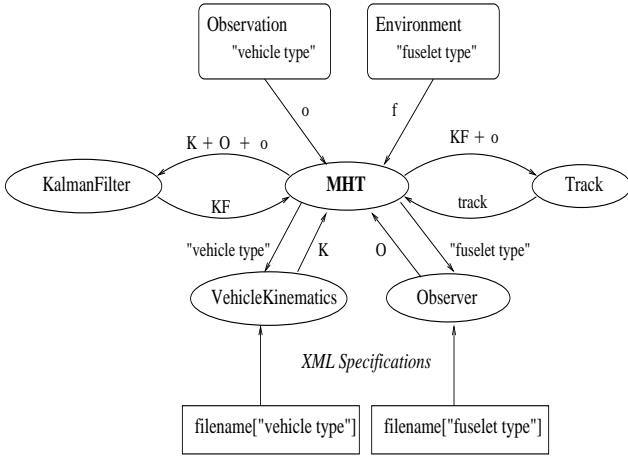 Observation
"vehicle type"
Environment
"fuselet type"
o
f
K + O + o
KF + o
KalmanFilter
MHT
Track
KF
track
"vehicle type"
K
O
"fuselet type"
VehicleKinematics
Observer
XML Specifications
filename["vehicle type"]
filename["fuselet type"]